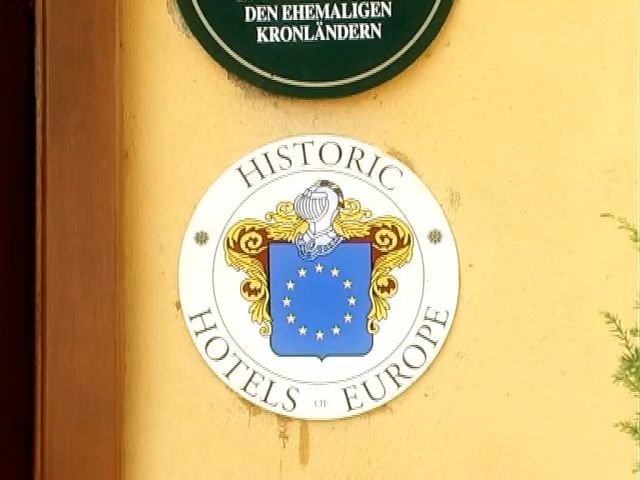 DEN EHEMALIGEN
KRONLÄNDERN
HISTORIC
HOTELS OF EUROPE